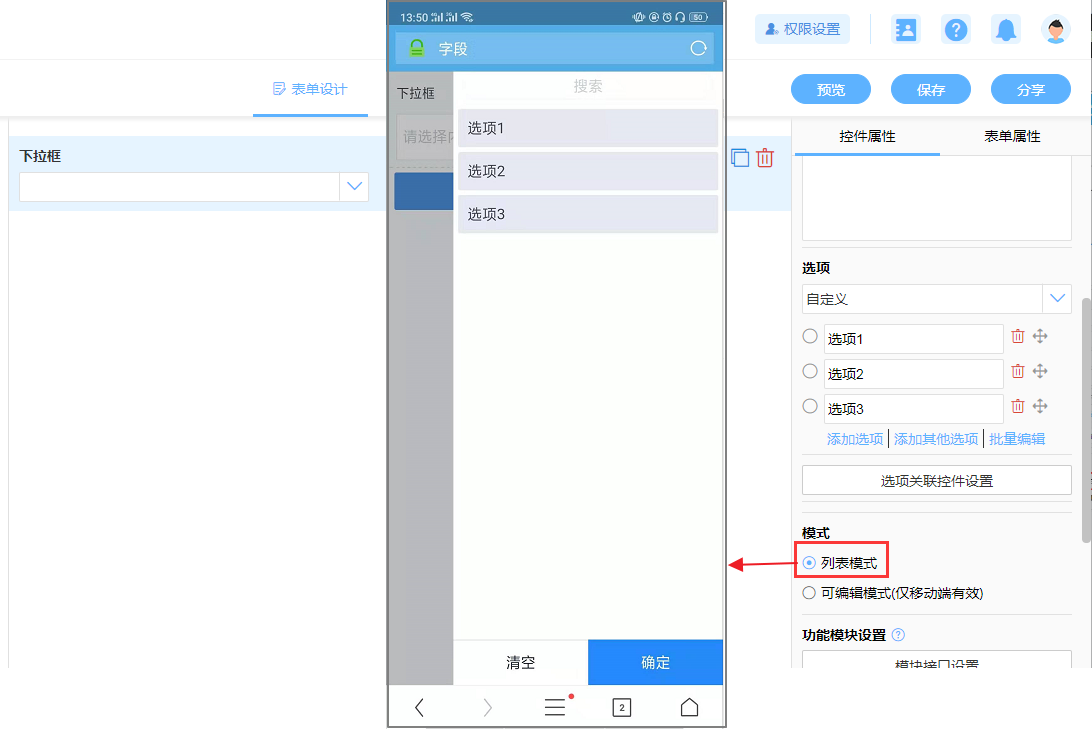 权限设置
表单设计
预览
保存
分享
下拉框
13:50
50
字段
下拉框
请选择内
搜索
选项1
选项2
选项3
清空
确定
2
控件属性
表单属性
选项
自定义
选项1
选项2
选项3
添加选项 添加其他选项 批量编辑
选项关联控件设置
模式
列表模式
可编辑模式(仅移动端有效)
功能模块设置 ?
模块接口设置